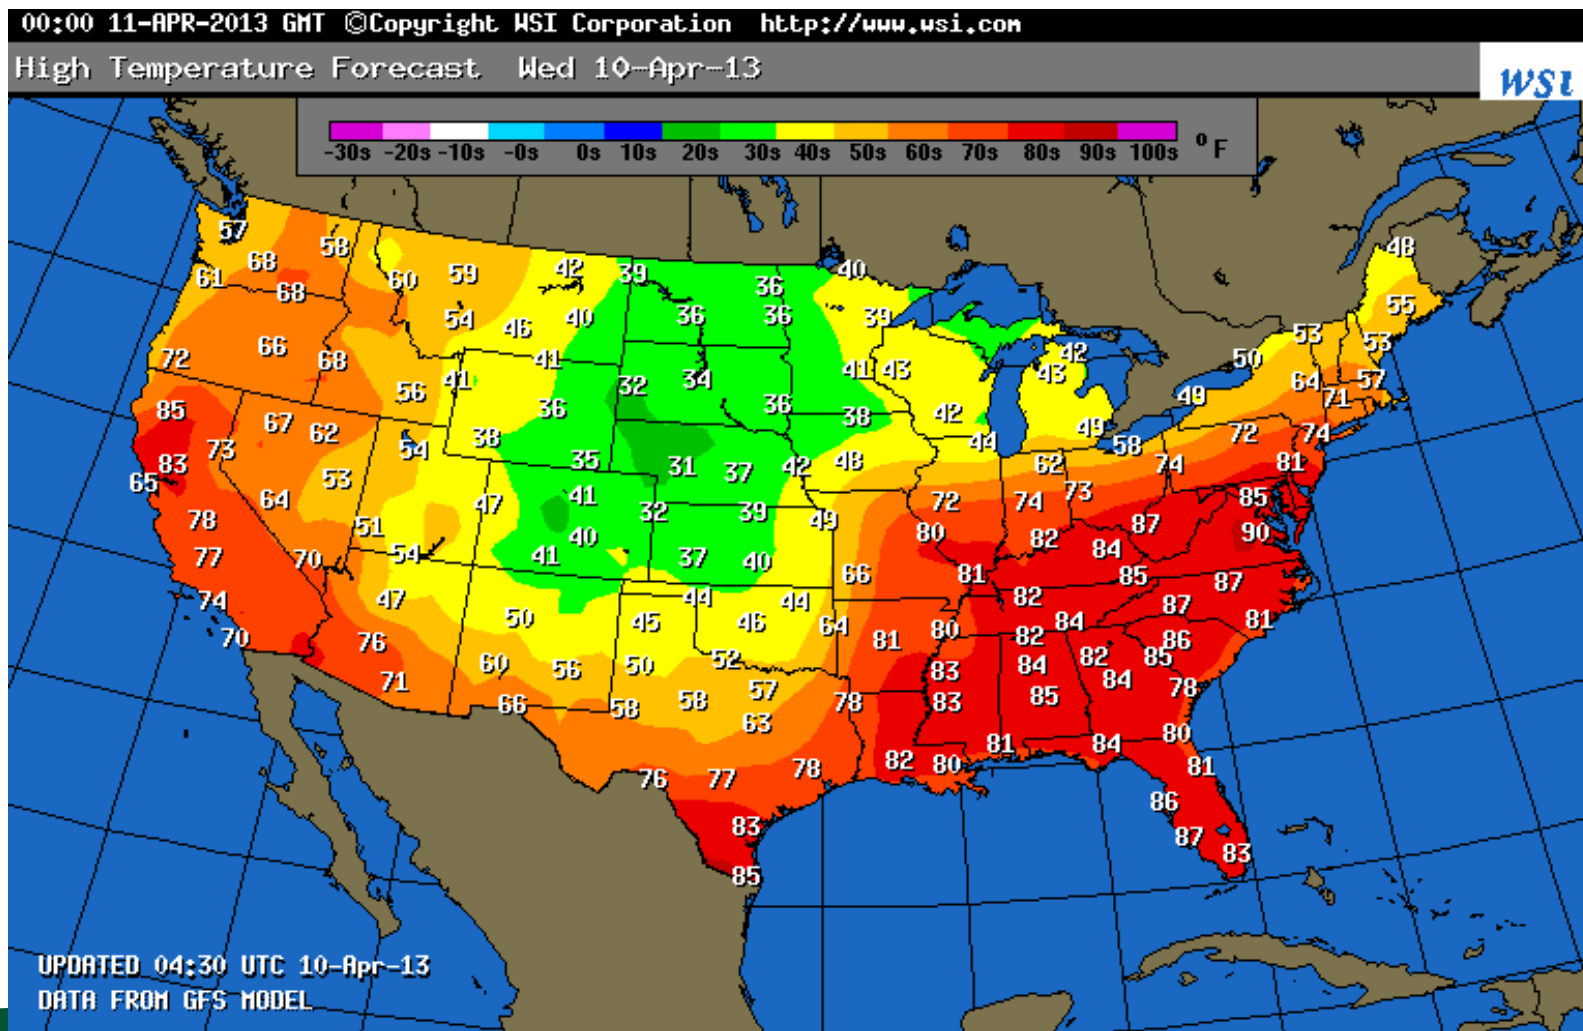 00:00 11-APR-2013 GMT ©Copyright WSI Corporation http://www.wsi.com
High Temperature Forecast Wed 10-Apr-13
WSI
-30s -20s -10s -0s 0s 10s 20s 30s 40s 50s 60s 70s 80s 90s 100s °F
57 58 48
68 60 59 42 39 40
61 68 36 55
54 46 40 36 36 39 53
72 66 68 41 41 43 42 50 53
56 41 32 34 43 64 57
85 36 36 38 42 49 71
67 62 38 49 72 74
73 54 44 58
83 53 35 31 37 42 48 62 74 81
65 64 47 41 72 74 73 85
78 51 32 39 49 80 87 90
77 70 54 41 40 37 40 82 84
66 81 85 87
74 47 44 44 82 87
70 76 50 45 46 64 81 80 82 84 86 81
60 56 50 52 83 84 82 85
71 66 58 58 57 78 83 85 84 78
63
82 80 81 84 80
76 77 78 81
83 86
87 83
85
UPDATED 04:30 UTC 10-Apr-13
DATA FROM GFS MODEL